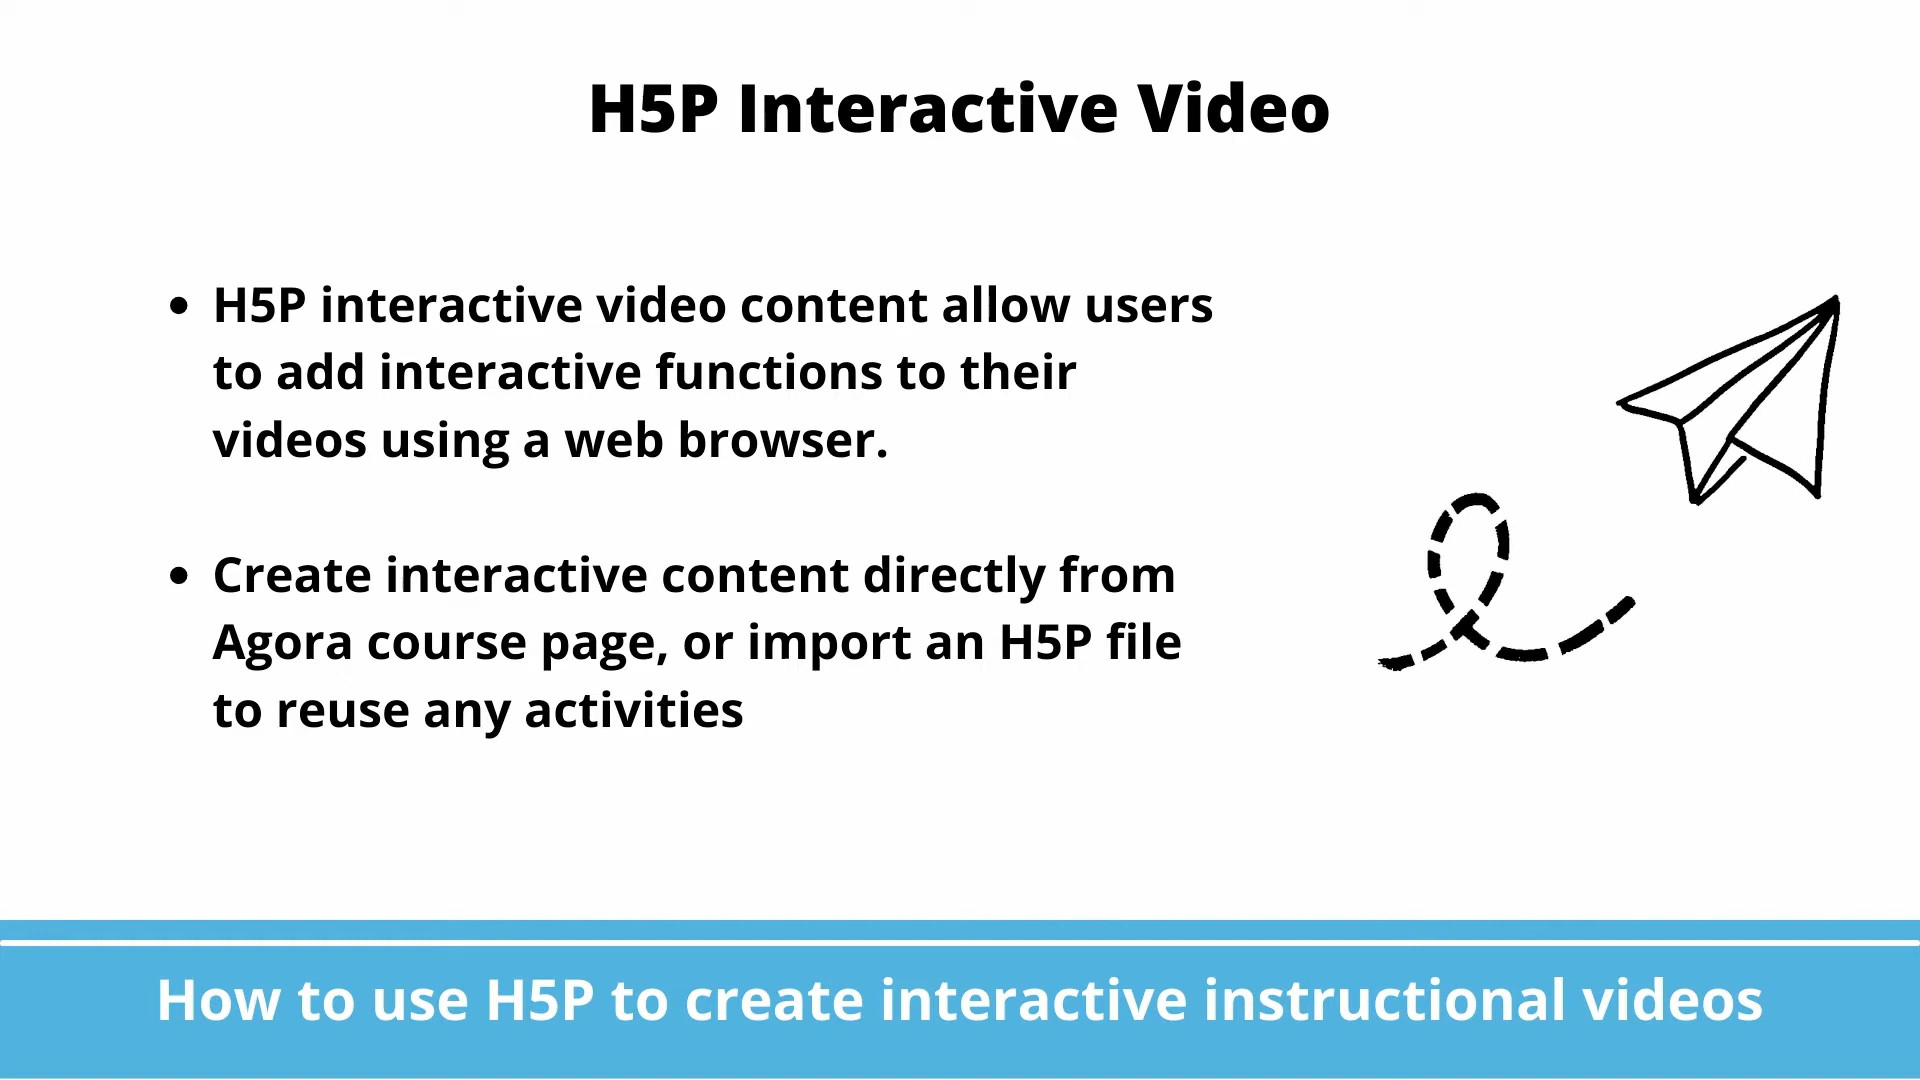 H5P Interactive Video
• H5P interactive video content allow users
to add interactive functions to their
videos using a web browser.
• Create interactive content directly from
Agora course page, or import an H5P file
to reuse any activities
How to use H5P to create interactive instructional videos